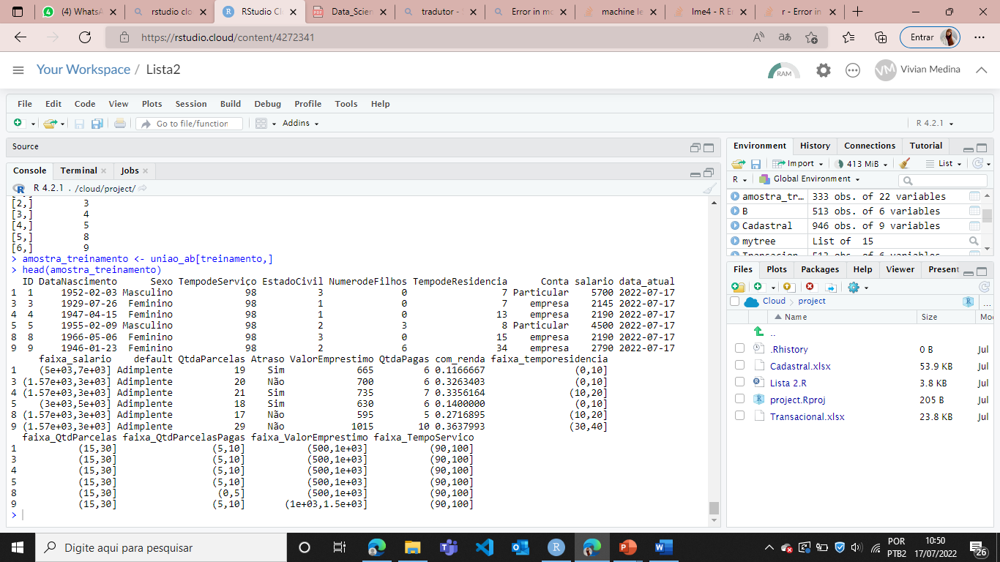 (4) WhatsA
rstudio clo
RStudio Clo
Data_Scien
tradutor -
Error in mo
machine le
lme4 - R Er
r - Error in
https://rstudio.cloud/content/4272341
Entrar
Your Workspace / Lista2
RAM
VM
Vivian Medina
File Edit Code View Plots Session Build Debug Profile Tools Help
Go to file/function
Addins
R 4.2.1
Source
Console Terminal Jobs
R 4.2.1 · /cloud/project/
[2,] 3
[3,] 4
[4,] 5
[5,] 8
[6,] 9
> amostra_treinamento <- uniao_ab[treinamento,]
> head(amostra_treinamento)
ID DataNascimento Sexo TempodeServiço EstadoCivil NumerodeFilhos TempodeResidencia Conta salario data_atual
1 1 1952-02-03 Masculino 98 3 0 7 Particular 5700 2022-07-17
3 3 1929-07-26 Feminino 98 1 0 7 empresa 2145 2022-07-17
4 4 1947-04-15 Feminino 98 1 0 13 empresa 2190 2022-07-17
5 5 1955-02-09 Masculino 98 2 3 8 Particular 4500 2022-07-17
8 8 1966-05-06 Feminino 98 3 0 15 empresa 2190 2022-07-17
9 9 1946-01-23 Feminino 98 2 6 34 empresa 2790 2022-07-17
faixa_salario default QtdaParcelas Atraso ValorEmprestimo QtdaPagas com_renda faixa_temporesidencia
1 (5e+03,7e+03] Adimplente 19 Sim 665 6 0.1166667 (0,10]
3 (1.57e+03,3e+03] Adimplente 20 Não 700 6 0.3263403 (0,10]
4 (1.57e+03,3e+03] Adimplente 21 Sim 735 7 0.3356164 (10,20]
5 (3e+03,5e+03] Adimplente 18 Sim 630 6 0.1400000 (0,10]
8 (1.57e+03,3e+03] Adimplente 17 Não 595 5 0.2716895 (10,20]
9 (1.57e+03,3e+03] Adimplente 29 Não 1015 10 0.3637993 (30,40]
faixa_QtdParcelas faixa_QtdParcelasPagas faixa_ValorEmprestimo faixa_TempoServico
1 (15,30] (5,10] (500,1e+03] (90,100]
3 (15,30] (5,10] (500,1e+03] (90,100]
4 (15,30] (5,10] (500,1e+03] (90,100]
5 (15,30] (5,10] (500,1e+03] (90,100]
8 (15,30] (0,5] (500,1e+03] (90,100]
9 (15,30] (5,10] (1e+03,1.5e+03] (90,100]
>
Environment History Connections Tutorial
Import 413 MiB List
R Global Environment
amostra_tr… 333 obs. of 22 variables
B 513 obs. of 6 variables
Cadastral 946 obs. of 9 variables
mytree List of 15
Files Plots Packages Help Viewer Present
Cloud project
Name Size Mo
..
.Rhistory 0 B Jul
Cadastral.xlsx 53.9 KB Jul
Lista 2.R 3.8 KB Jul
project.Rproj 205 B Jul
Transacional.xlsx 23.8 KB Jul
Digite aqui para pesquisar
POR
PTB2
10:50
17/07/2022
26